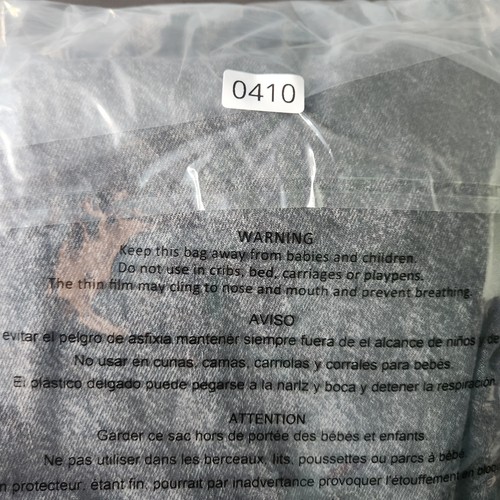 0410
WARNING
Keep this bag away from babies and children.
Do not use in cribs, bed, carriages or playpens.
The thin film may cling to nose and mouth and prevent breathing.
AVISO
evitar el pelgro de asfixia mantener siempre fuera de el alcance de niños y de
No usar en cunas, camas, carriolas y corrales para bebés.
El plástico delgado puede pegarse a la nariz y boca y detener la respiración
ATTENTION
Garder ce sac hors de portée des bébés et enfants.
Ne pas utiliser dans les berceaux, lits, poussettes ou parcs à bébé
protecteur, étant fin, pourrait par inadvertance provoquer l'étouffement en